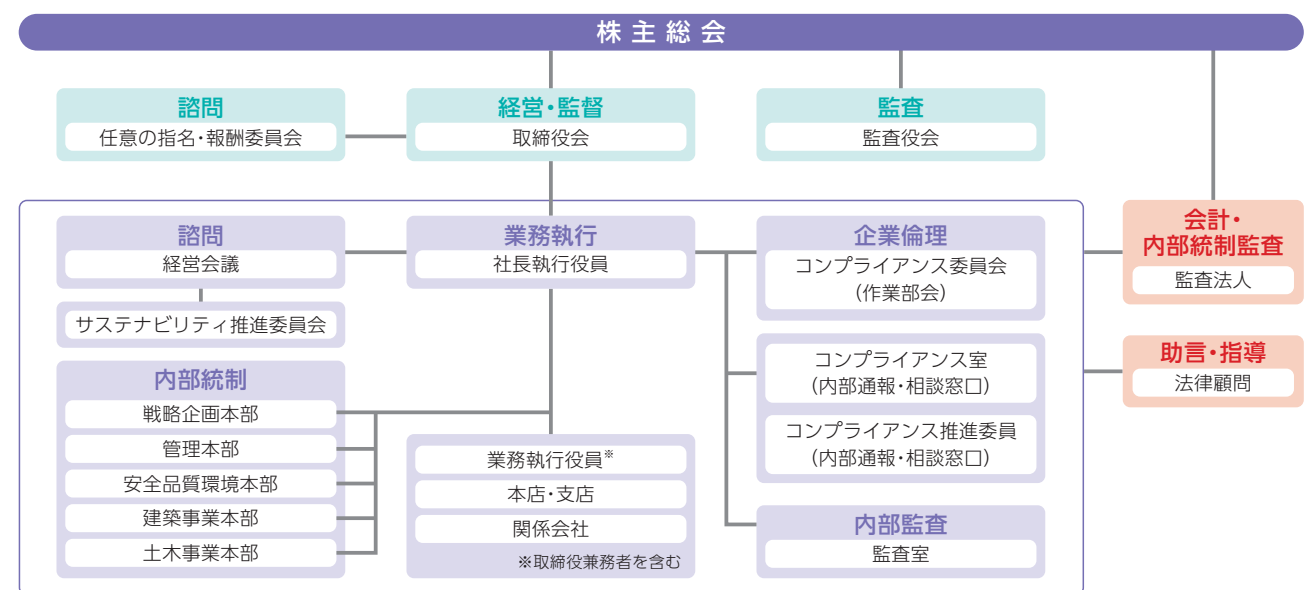 株主総会
諮問
任意の指名・報酬委員会
経営・監督
取締役会
監査
監査役会
諮問
経営会議
サステナビリティ推進委員会
内部統制
戦略企画本部
管理本部
安全品質環境本部
建築事業本部
土木事業本部
業務執行
社長執行役員
業務執行役員※
本店・支店
関係会社
※取締役兼務者を含む
企業倫理
コンプライアンス委員会
(作業部会)
コンプライアンス室
(内部通報・相談窓口)
コンプライアンス推進委員
(内部通報・相談窓口)
内部監査
監査室
会計・
内部統制監査
監査法人
助言・指導
法律顧問